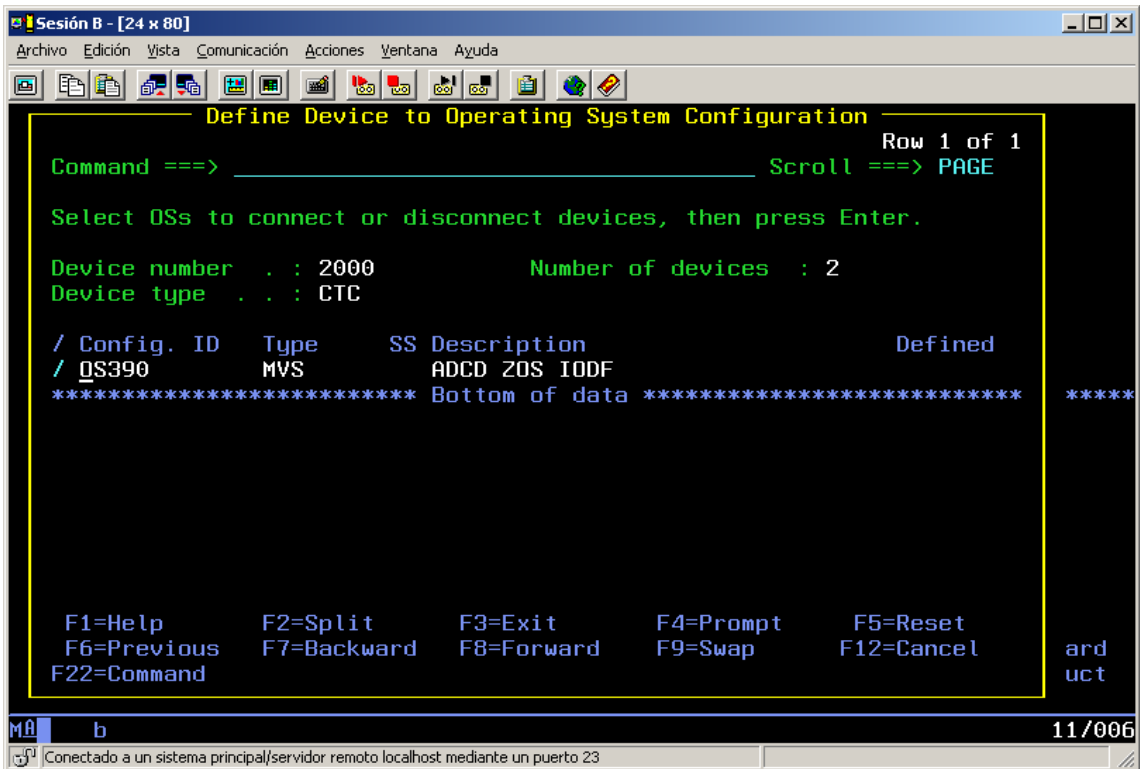 Sesión B - [24 x 80]
Archivo Edición Vista Comunicación Acciones Ventana Ayuda
Define Device to Operating System Configuration
Row 1 of 1
Command ===> Scroll ===> PAGE
Select OSs to connect or disconnect devices, then press Enter.
Device number . : 2000 Number of devices : 2
Device type . . : CTC
/ Config. ID Type SS Description Defined
/ OS390 MVS ADCD ZOS IODF
************************** Bottom of data *************************** *****
F1=Help F2=Split F3=Exit F4=Prompt F5=Reset
F6=Previous F7=Backward F8=Forward F9=Swap F12=Cancel ard
F22=Command uct
MA b 11/006
Conectado a un sistema principal/servidor remoto localhost mediante un puerto 23